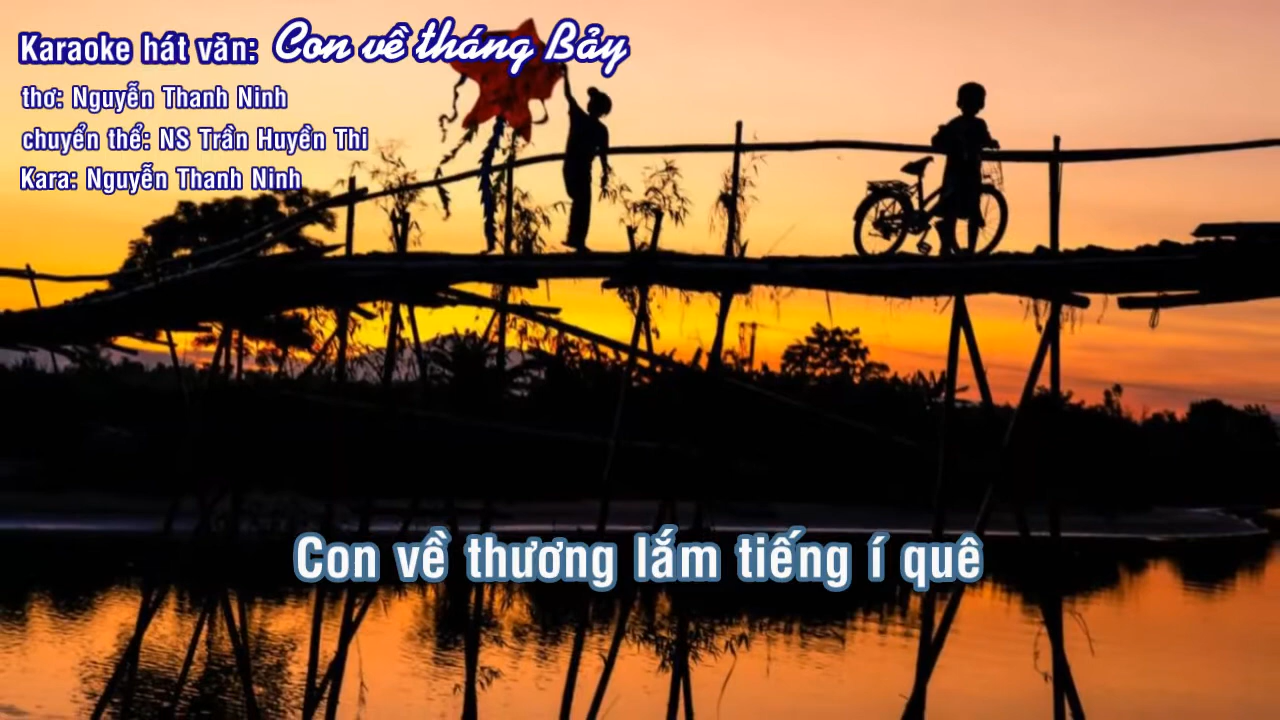 Karaoke hát văn: Con về tháng Bảy
thơ: Nguyễn Thanh Ninh
chuyển thể: NS Trần Huyền Thi
Kara: Nguyễn Thanh Ninh
Con về thương lắm tiếng í quê